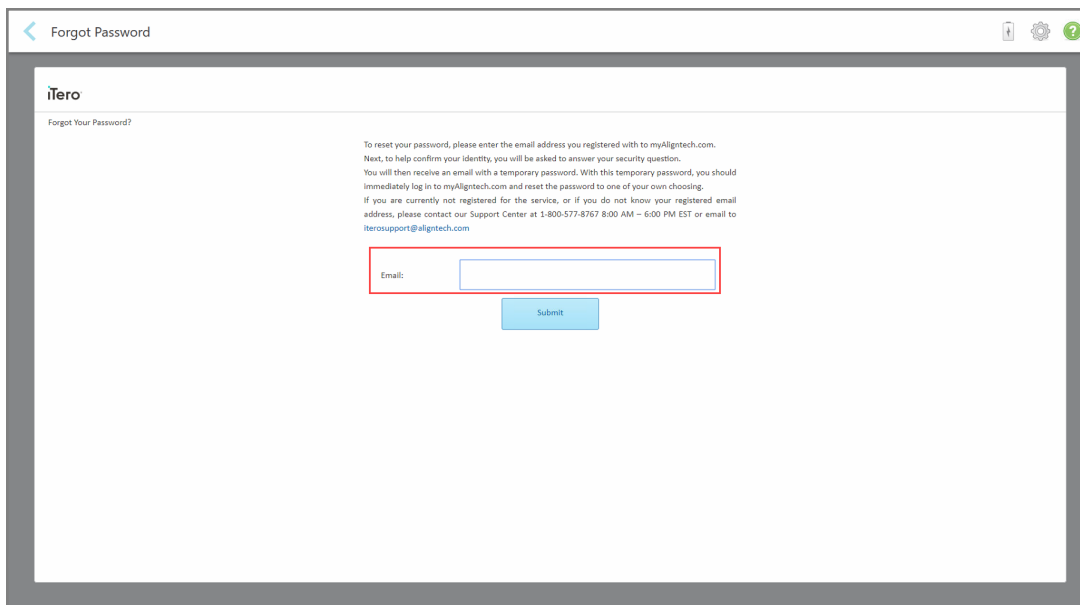 Forgot Password
?
iTero
Forgot Your Password?
To reset your password, please enter the email address you registered with to myAligntech.com.
Next, to help confirm your identity, you will be asked to answer your security question.
You will then receive an email with a temporary password. With this temporary password, you should
immediately log in to myAligntech.com and reset the password to one of your own choosing.
If you are currently not registered for the service, or if you do not know your registered email
address, please contact our Support Center at 1-800-577-8767 8:00 AM – 6:00 PM EST or email to
iterosupport@aligntech.com
Email:
Submit